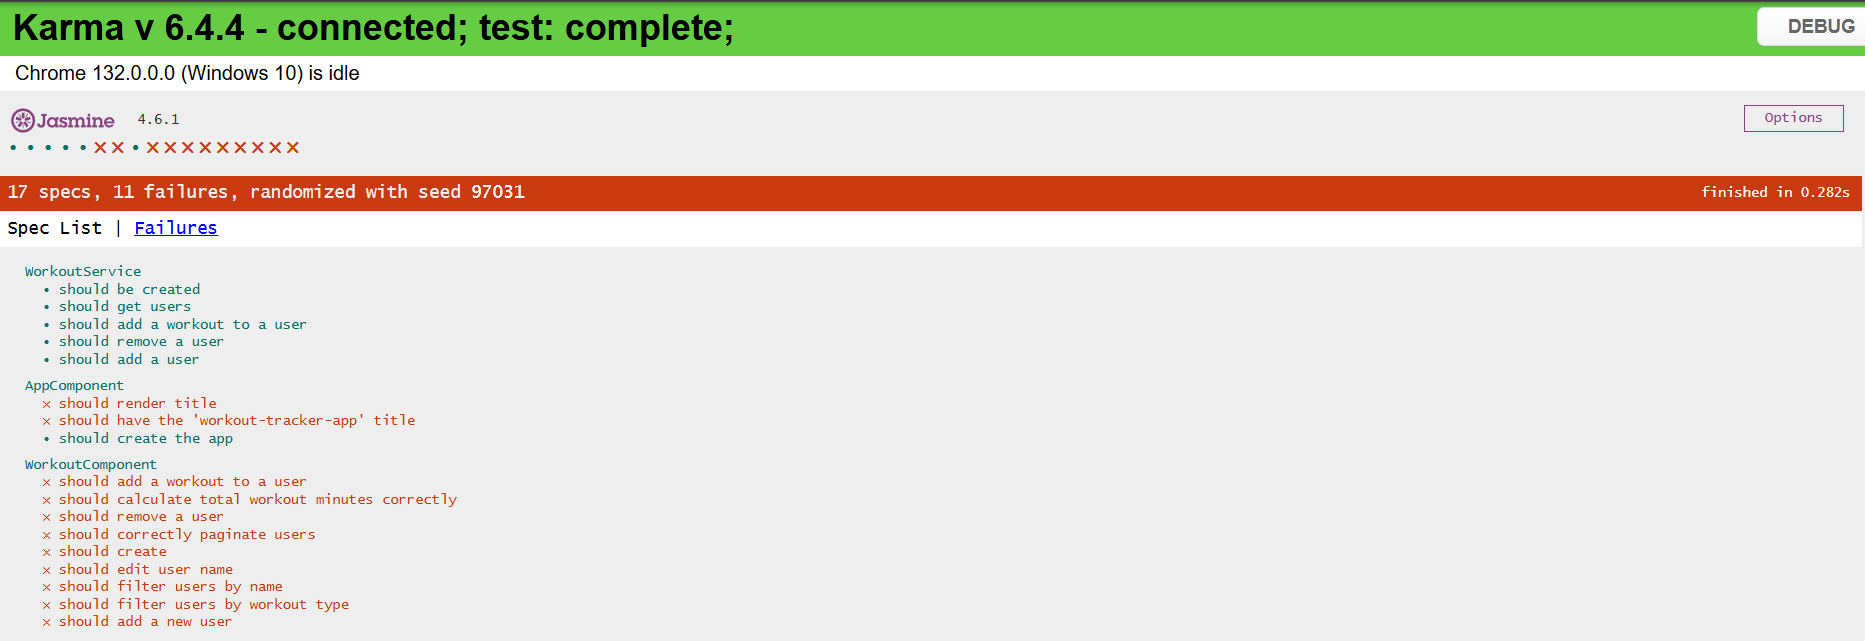 Karma v 6.4.4 - connected; test: complete;
DEBUG
Chrome 132.0.0.0 (Windows 10) is idle
Jasmine 4.6.1
Options
• • • • • × × • × × × × × × × × ×
17 specs, 11 failures, randomized with seed 97031
finished in 0.282s
Spec List | Failures
WorkoutService
• should be created
• should get users
• should add a workout to a user
• should remove a user
• should add a user
AppComponent
× should render title
× should have the 'workout-tracker-app' title
• should create the app
WorkoutComponent
× should add a workout to a user
× should calculate total workout minutes correctly
× should remove a user
× should correctly paginate users
× should create
× should edit user name
× should filter users by name
× should filter users by workout type
× should add a new user